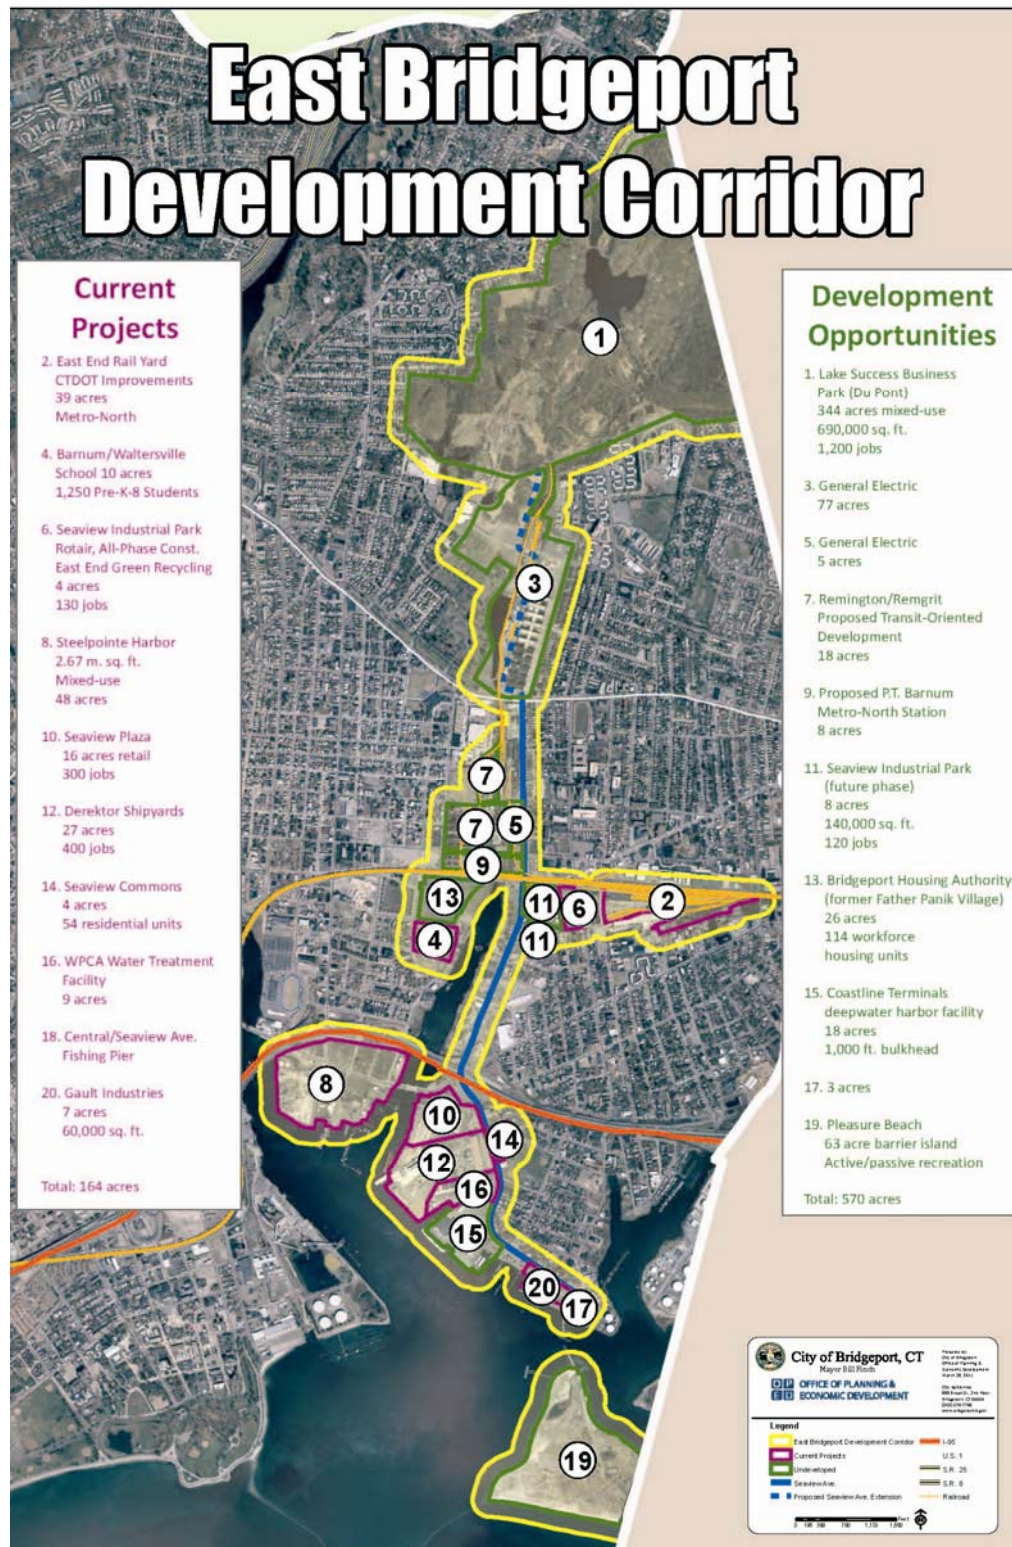 East Bridgeport
Development Corridor
Current
Projects
2. East End Rail Yard
CTDOT Improvements
39 acres
Metro-North
4. Barnum/Waltersville
School 10 acres
1,250 Pre-K-8 Students
6. Seaview Industrial Park
Rotair, All-Phase Const.
East End Green Recycling
4 acres
130 jobs
8. Steelpointe Harbor
2.67 m. sq. ft.
Mixed-use
48 acres
10. Seaview Plaza
16 acres retail
300 jobs
12. Derektor Shipyards
27 acres
400 jobs
14. Seaview Commons
4 acres
54 residential units
16. WPCA Water Treatment
Facility
9 acres
18. Central/Seaview Ave.
Fishing Pier
20. Gault Industries
7 acres
60,000 sq. ft.
Total: 164 acres
Development
Opportunities
1. Lake Success Business
Park (Du Pont)
344 acres mixed-use
690,000 sq. ft.
1,200 jobs
3. General Electric
77 acres
5. General Electric
5 acres
7. Remington/Remgrit
Proposed Transit-Oriented
Development
18 acres
9. Proposed P.T. Barnum
Metro-North Station
8 acres
11. Seaview Industrial Park
(future phase)
8 acres
140,000 sq. ft.
120 jobs
13. Bridgeport Housing Authority
(former Father Panik Village)
26 acres
114 workforce
housing units
15. Coastline Terminals
deepwater harbor facility
18 acres
1,000 ft. bulkhead
17. 3 acres
19. Pleasure Beach
63 acre barrier island
Active/passive recreation
Total: 570 acres
1
3
7
7 5
9
13 11 6 2
4 11
8
10
14
12
16
15
20
17
19
City of Bridgeport, CT
Mayor Bill Finch
OPED OFFICE OF PLANNING &
ECONOMIC DEVELOPMENT
Legend
East Bridgeport Development Corridor
Current Projects
Undeveloped
Seaview Ave.
Proposed Seaview Ave. Extension
I-95
U.S. 1
S.R. 25
S.R. 8
Railroad
Feet